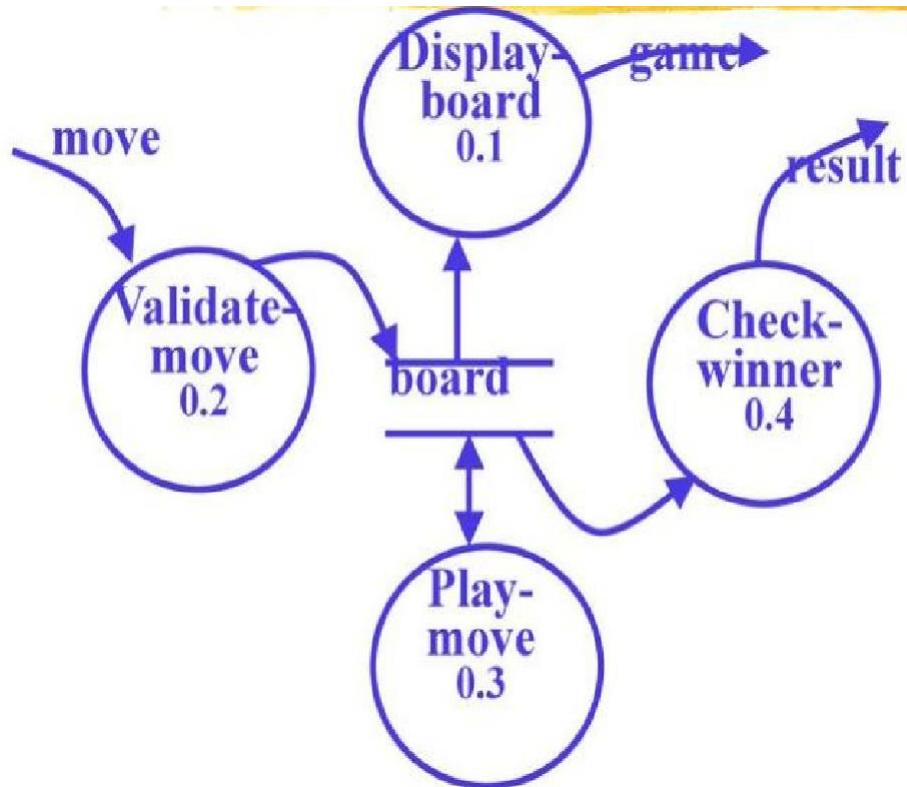 Display-
board
0.1
game
move
result
Validate-
move
0.2
board
Check-
winner
0.4
Play-
move
0.3